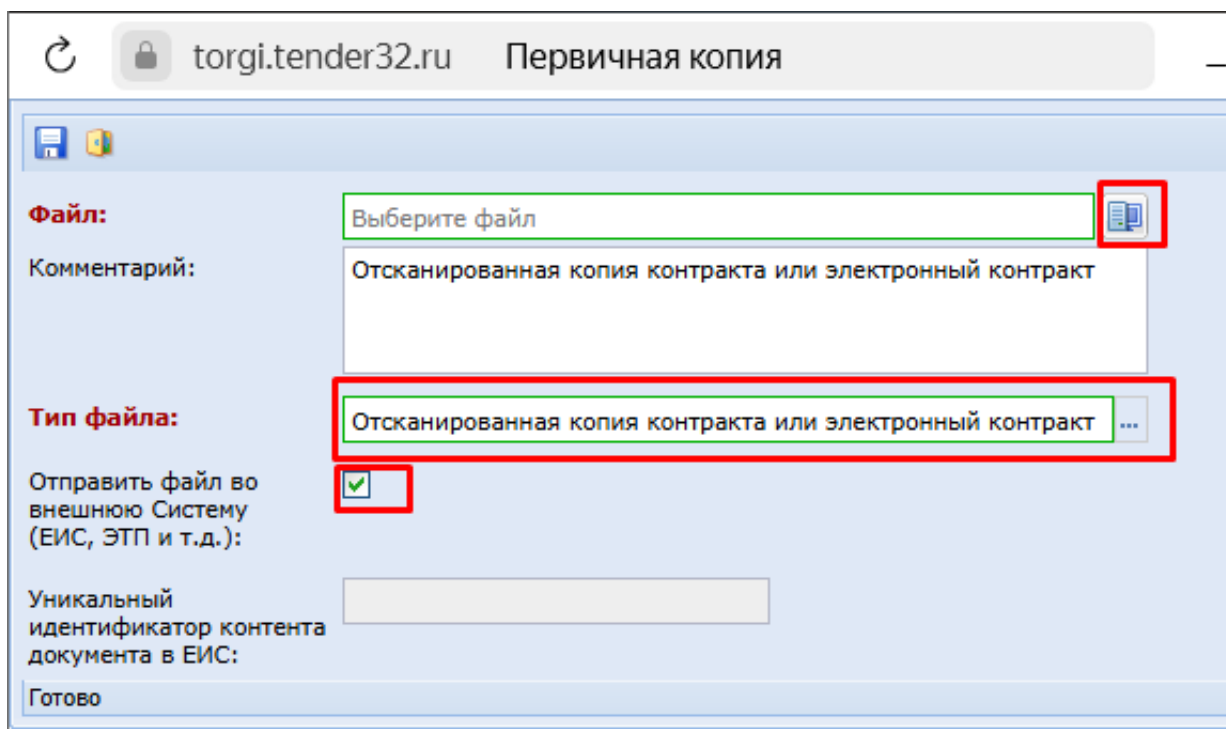 torgi.tender32.ru Первичная копия
Файл: Выберите файл
Комментарий: Отсканированная копия контракта или электронный контракт
Тип файла: Отсканированная копия контракта или электронный контракт ...
Отправить файл во
внешнюю Систему
(ЕИС, ЭТП и т.д.):
Уникальный
идентификатор контента
документа в ЕИС:
Готово